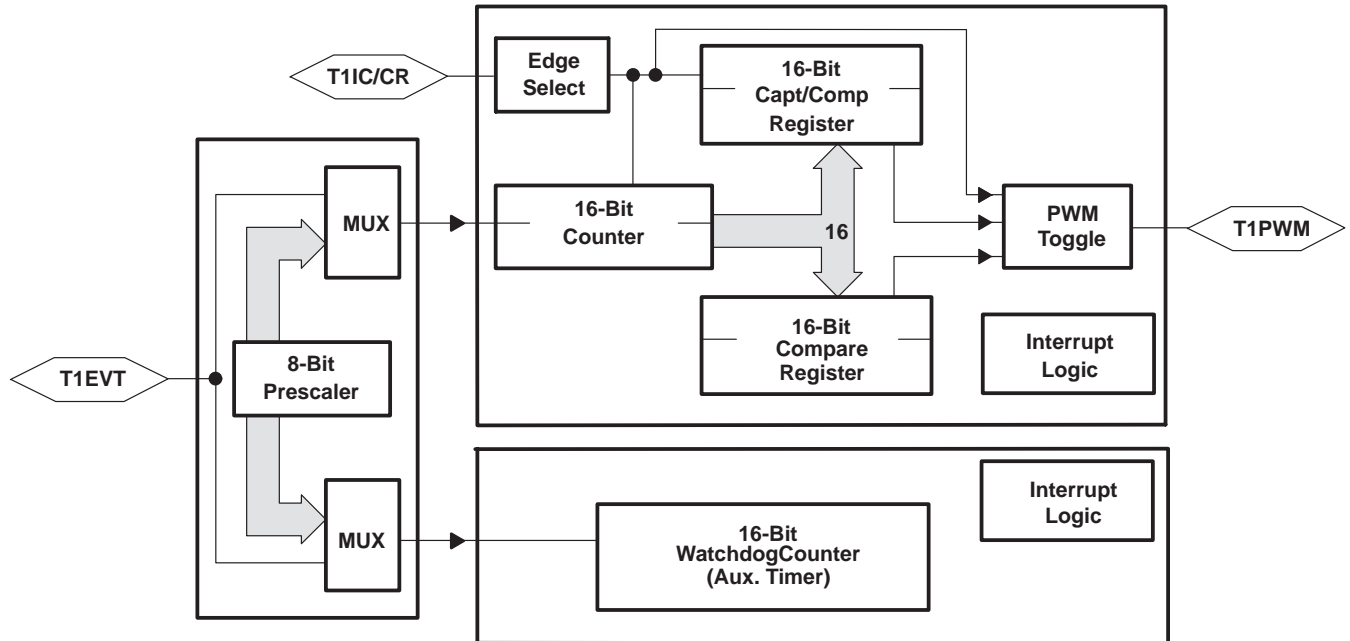 T1IC/CR
Edge
Select
16-Bit
Capt/Comp
Register
MUX
16-Bit
Counter
16
PWM
Toggle
T1PWM
8-Bit
Prescaler
T1EVT
16-Bit
Compare
Register
Interrupt
Logic
MUX
16-Bit
WatchdogCounter
(Aux. Timer)
Interrupt
Logic